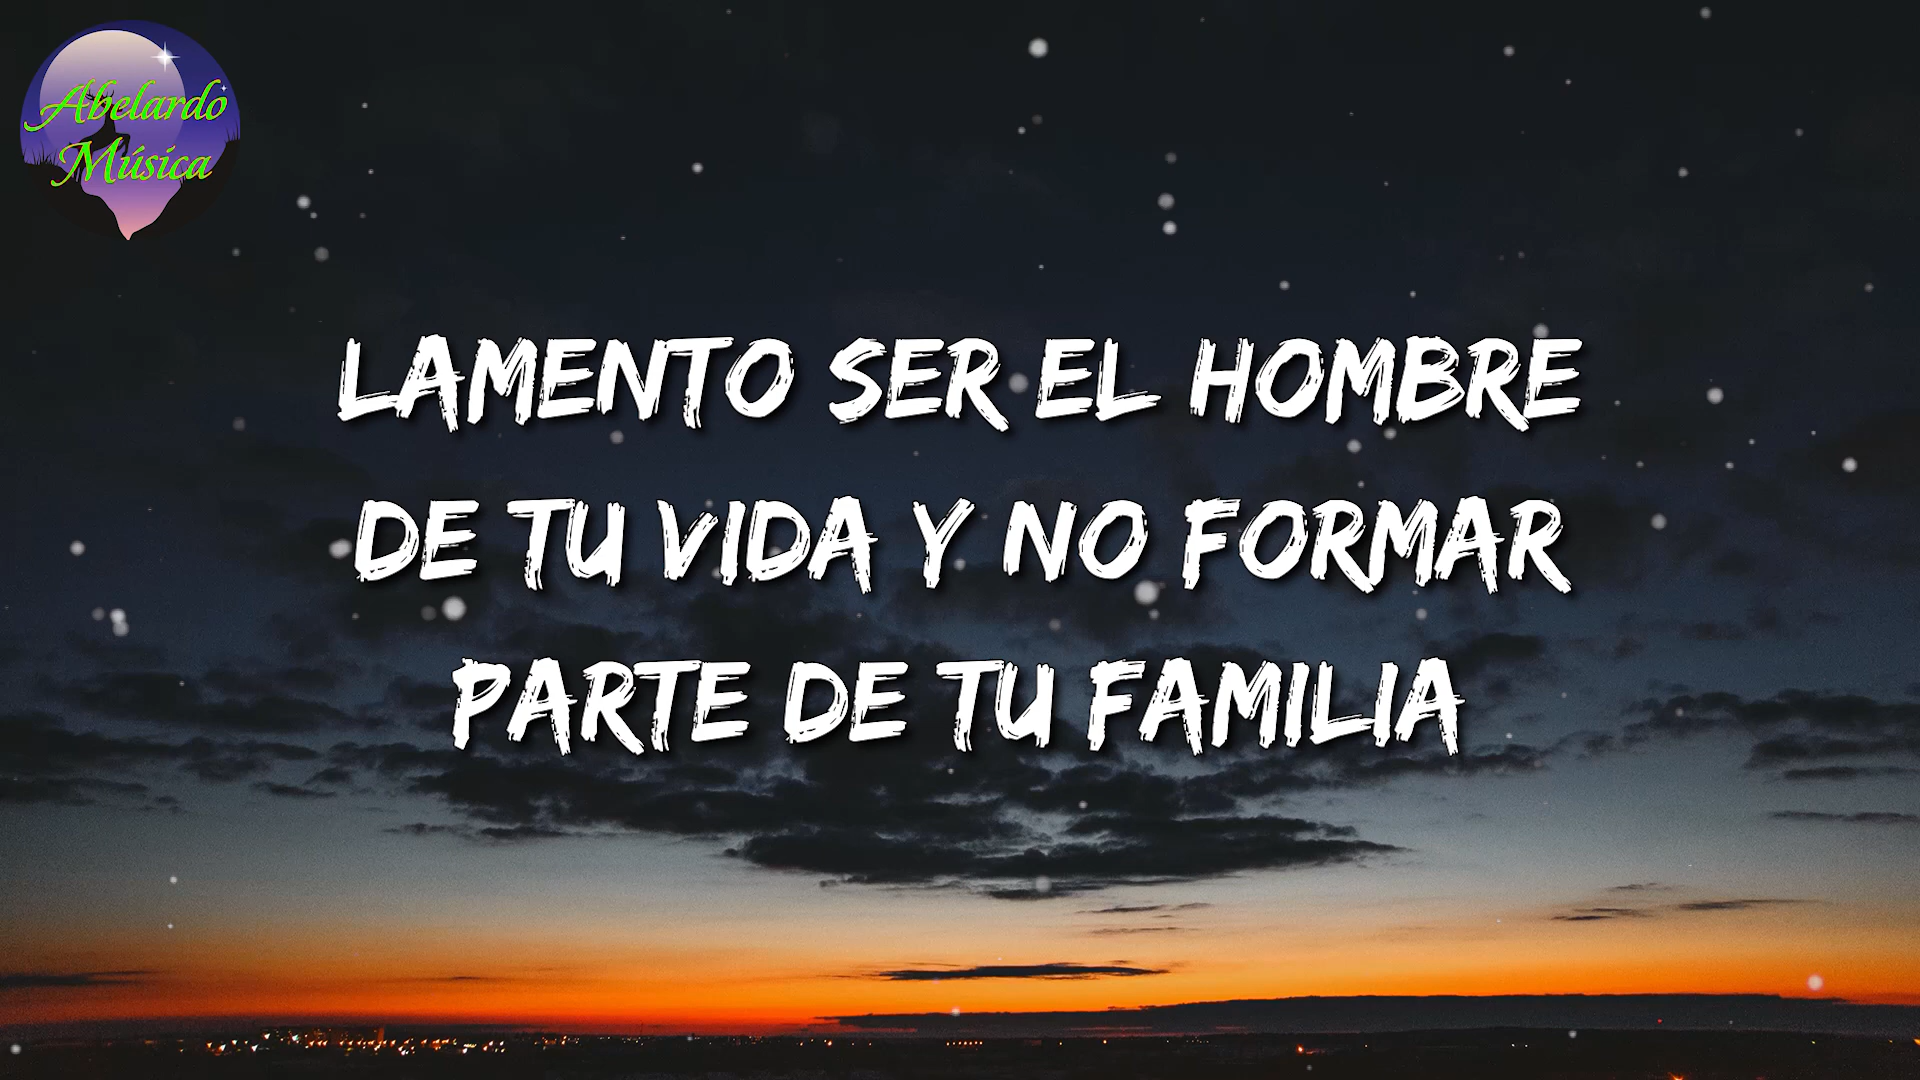 Abelardo
Música
LAMENTO SER EL HOMBRE
DE TU VIDA Y NO FORMAR
PARTE DE TU FAMILIA